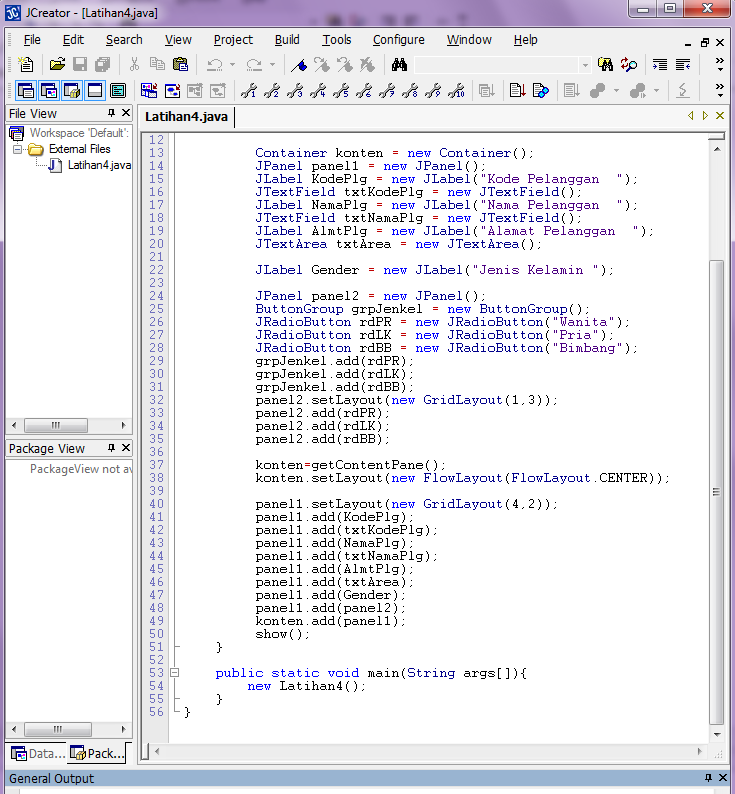 JCreator - [Latihan4.java]
File Edit Search View Project Build Tools Configure Window Help
File View
Workspace 'Default':
External Files
Latihan4.java
Package View
PackageView not av
Data... Pack...
Latihan4.java
12
13 Container konten = new Container();
14 JPanel panel1 = new JPanel();
15 JLabel KodePlg = new JLabel("Kode Pelanggan  ");
16 JTextField txtKodePlg = new JTextField();
17 JLabel NamaPlg = new JLabel("Nama Pelanggan  ");
18 JTextField txtNamaPlg = new JTextField();
19 JLabel AlmtPlg = new JLabel("Alamat Pelanggan  ");
20 JTextArea txtArea = new JTextArea();
21
22 JLabel Gender = new JLabel("Jenis Kelamin ");
23
24 JPanel panel2 = new JPanel();
25 ButtonGroup grpJenkel = new ButtonGroup();
26 JRadioButton rdPR = new JRadioButton("Wanita");
27 JRadioButton rdLK = new JRadioButton("Pria");
28 JRadioButton rdBB = new JRadioButton("Bimbang");
29 grpJenkel.add(rdPR);
30 grpJenkel.add(rdLK);
31 grpJenkel.add(rdBB);
32 panel2.setLayout(new GridLayout(1,3));
33 panel2.add(rdPR);
34 panel2.add(rdLK);
35 panel2.add(rdBB);
36
37 konten=getContentPane();
38 konten.setLayout(new FlowLayout(FlowLayout.CENTER));
39
40 panel1.setLayout(new GridLayout(4,2));
41 panel1.add(KodePlg);
42 panel1.add(txtKodePlg);
43 panel1.add(NamaPlg);
44 panel1.add(txtNamaPlg);
45 panel1.add(AlmtPlg);
46 panel1.add(txtArea);
47 panel1.add(Gender);
48 panel1.add(panel2);
49 konten.add(panel1);
50 show();
51 }
52
53 public static void main(String args[]){
54 new Latihan4();
55 }
56 }
General Output